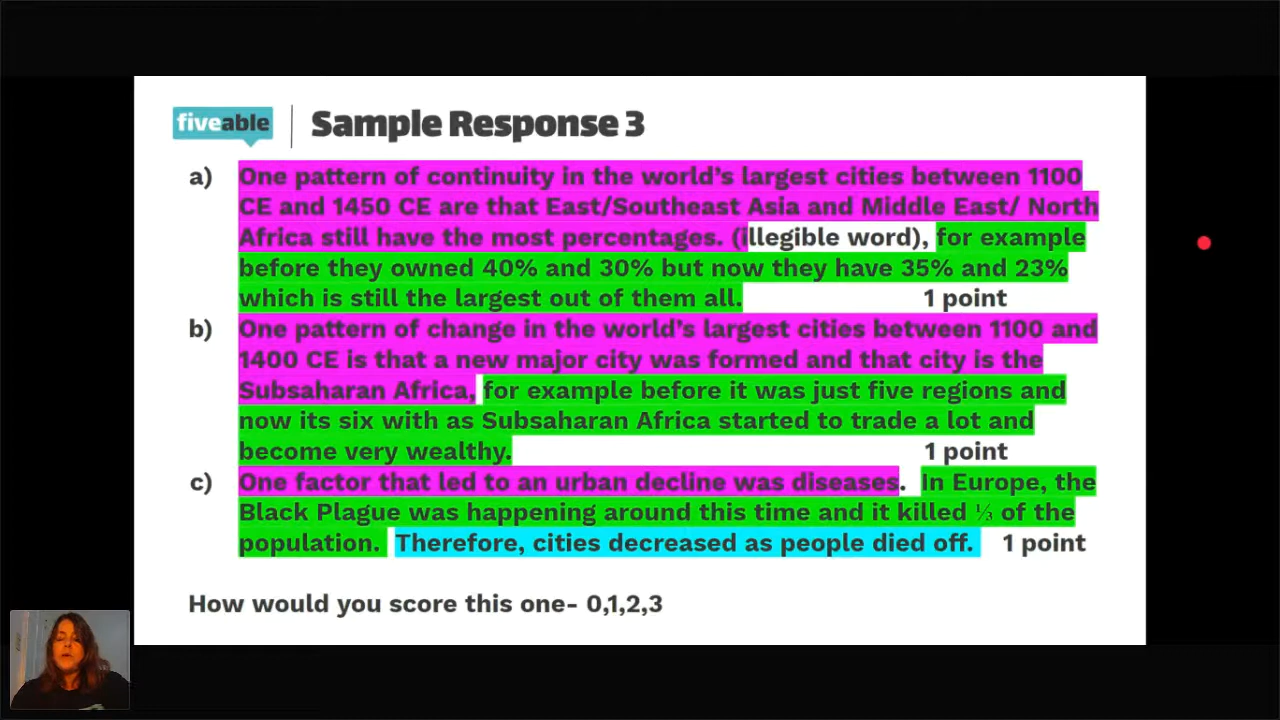 fiveable
Sample Response 3
a) One pattern of continuity in the world's largest cities between 1100
CE and 1450 CE are that East/Southeast Asia and Middle East/ North
Africa still have the most percentages. (illegible word), for example
before they owned 40% and 30% but now they have 35% and 23%
which is still the largest out of them all. 1 point
b) One pattern of change in the world's largest cities between 1100 and
1400 CE is that a new major city was formed and that city is the
Subsaharan Africa, for example before it was just five regions and
now its six with as Subsaharan Africa started to trade a lot and
become very wealthy. 1 point
c) One factor that led to an urban decline was diseases. In Europe, the
Black Plague was happening around this time and it killed ⅓ of the
population. Therefore, cities decreased as people died off. 1 point
How would you score this one- 0,1,2,3